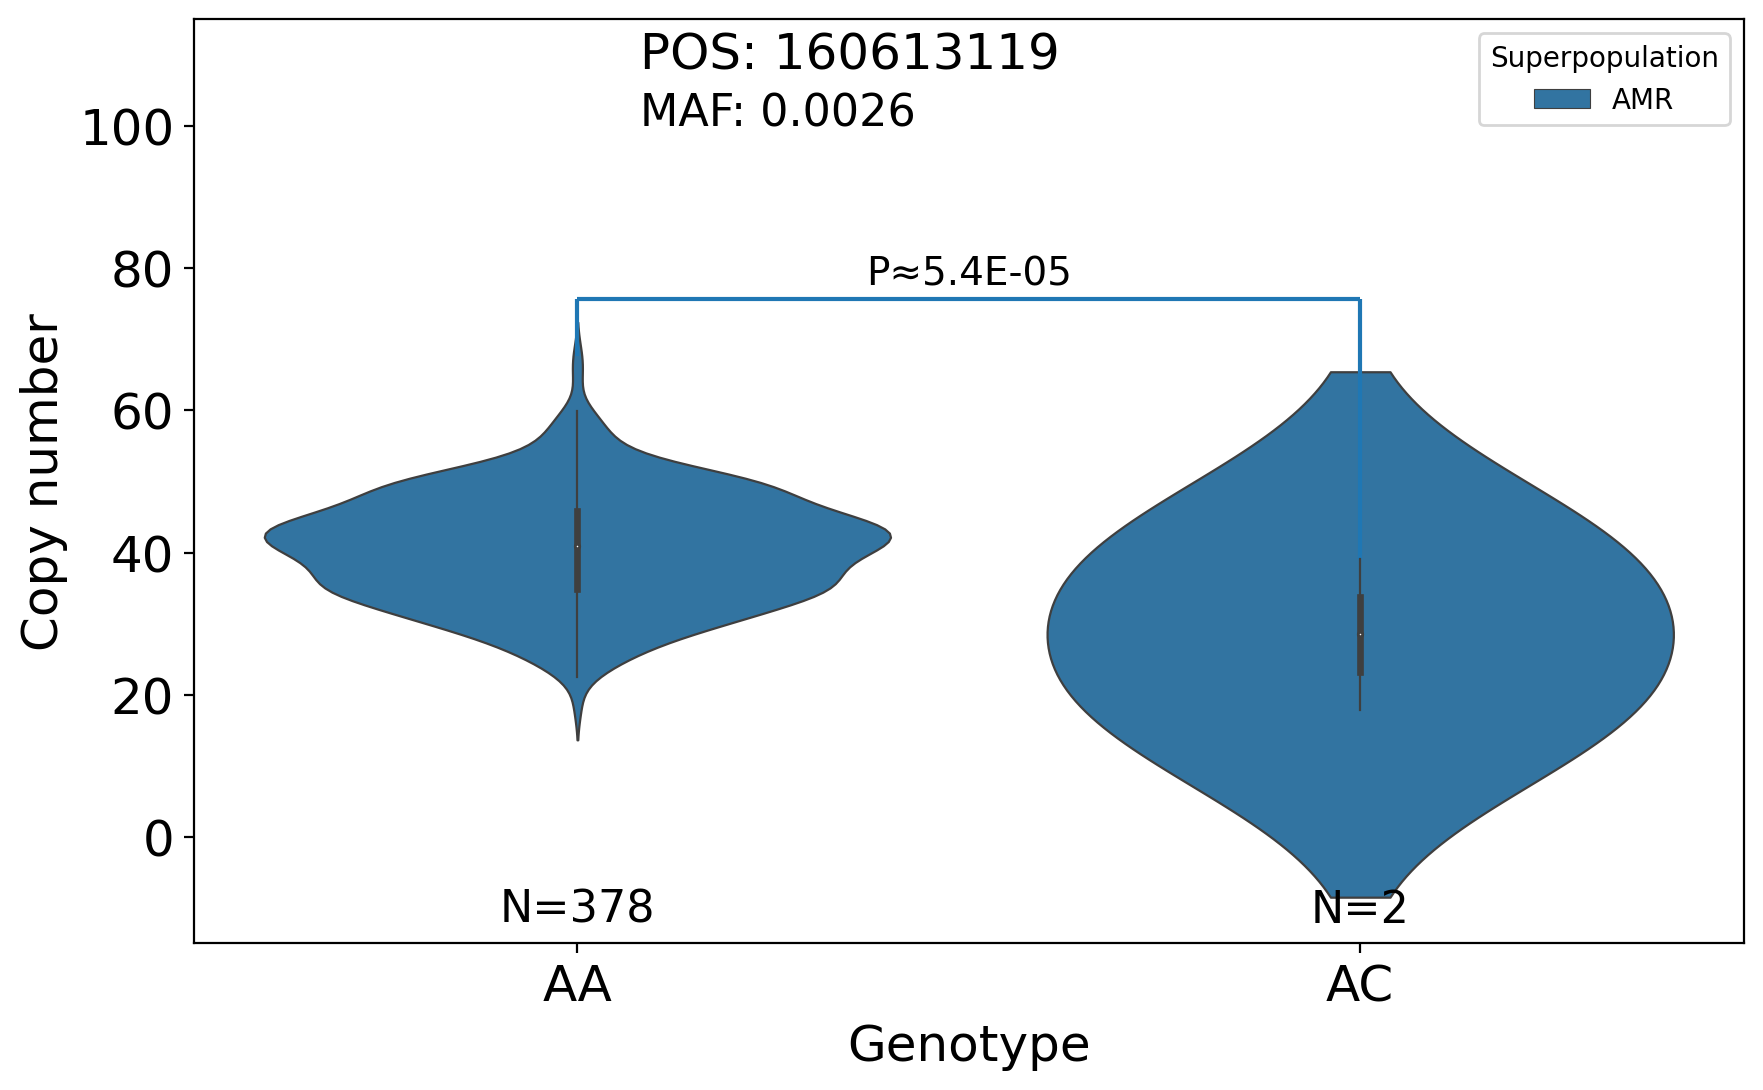 POS: 160613119
MAF: 0.0026
Superpopulation
AMR
100
80
60
40
20
0
Copy number
P≈5.4E-05
N=378
N=2
AA
AC
Genotype